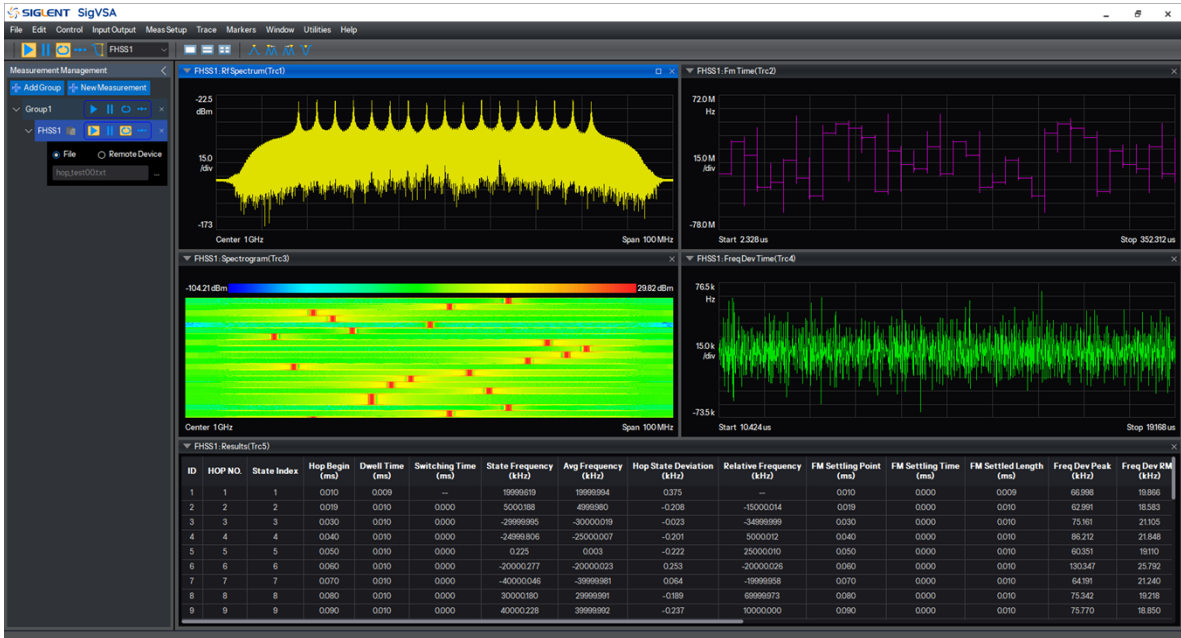 SIGLENT SigVSA
File Edit Control Input Output Meas Setup Trace Markers Window Utilities Help
FHSS1
Measurement Management
Add Group New Measurement
Group1
FHSS1
File Remote Device
hop_test00.txt ...
FHSS1: Rf Spectrum(Trc1)
-22.5
dBm
15.0
/div
-173
Center 1 GHz Span 100 MHz
FHSS1: Fm Time(Trc2)
72.0 M
Hz
15.0 M
/div
-78.0 M
Start 2.328 us Stop 352.312 us
FHSS1: Spectrogram(Trc3)
-104.21 dBm 29.82 dBm
Center 1 GHz Span 100 MHz
FHSS1: Freq Dev Time(Trc4)
76.5 k
Hz
15.0 k
/div
-73.5 k
Start 10.424 us Stop 19.168 us
FHSS1: Results(Trc5)
ID HOP NO. State Index Hop Begin (ms) Dwell Time (ms) Switching Time (ms) State Frequency (kHz) Avg Frequency (kHz) Hop State Deviation (kHz) Relative Frequency (kHz) FM Settling Point (ms) FM Settling Time (ms) FM Settled Length (ms) Freq Dev Peak (kHz) Freq Dev RM (kHz)
1 1 1 0.010 0.009 -- 19999.619 19999.994 0.375 -- 0.010 0.000 0.009 66.998 19.866
2 2 2 0.019 0.010 0.000 5000.188 4999.980 -0.208 -15000.014 0.019 0.000 0.010 62.991 18.583
3 3 3 0.030 0.010 0.000 -29999.995 -30000.019 -0.023 -34999.999 0.030 0.000 0.010 75.161 21.105
4 4 4 0.040 0.010 0.000 -24999.806 -25000.007 -0.201 5000.012 0.040 0.000 0.010 86.212 21.848
5 5 5 0.050 0.010 0.000 0.225 0.003 -0.222 25000.010 0.050 0.000 0.010 60.351 19.110
6 6 6 0.060 0.010 0.000 -20000.277 -20000.023 0.253 -20000.026 0.060 0.000 0.010 130.347 25.792
7 7 7 0.070 0.010 0.000 -40000.046 -39999.981 0.064 -19999.958 0.070 0.000 0.010 64.191 21.240
8 8 8 0.080 0.010 0.000 30000.180 29999.991 -0.189 69999.973 0.080 0.000 0.010 75.342 19.218
9 9 9 0.090 0.010 0.000 40000.228 39999.992 -0.237 10000.000 0.090 0.000 0.010 75.770 18.850